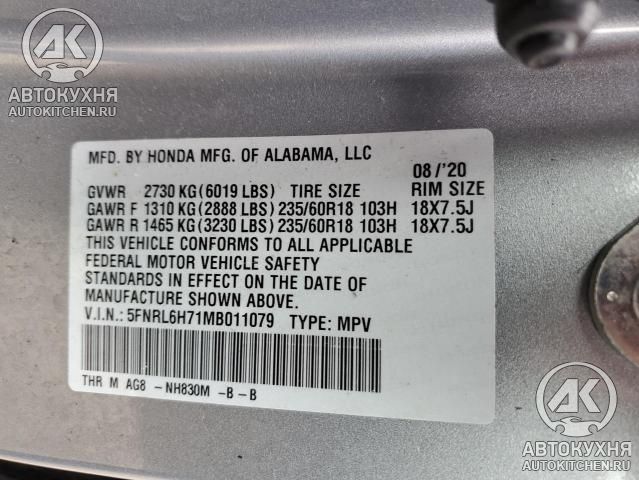 AK
АВТОКУХНЯ
AUTOKITCHEN.RU
AK
MFD. BY HONDA MFG. OF ALABAMA, LLC
08/'20
GVWR 2730 KG(6019 LBS) TIRE SIZE RIM SIZE
GAWR F 1310 KG(2888 LBS) 235/60R18 103H 18X7.5J
GAWR R 1465 KG(3230 LBS) 235/60R18 103H 18X7.5J
THIS VEHICLE CONFORMS TO ALL APPLICABLE
FEDERAL MOTOR VEHICLE SAFETY
STANDARDS IN EFFECT ON THE DATE OF
MANUFACTURE SHOWN ABOVE.
V.I.N.: 5FNRL6H71MB011079 TYPE: MPV
THR M AG8 -NH830M -B-B
AK
АВТОКУХНЯ
AUTOKITCHEN.RU